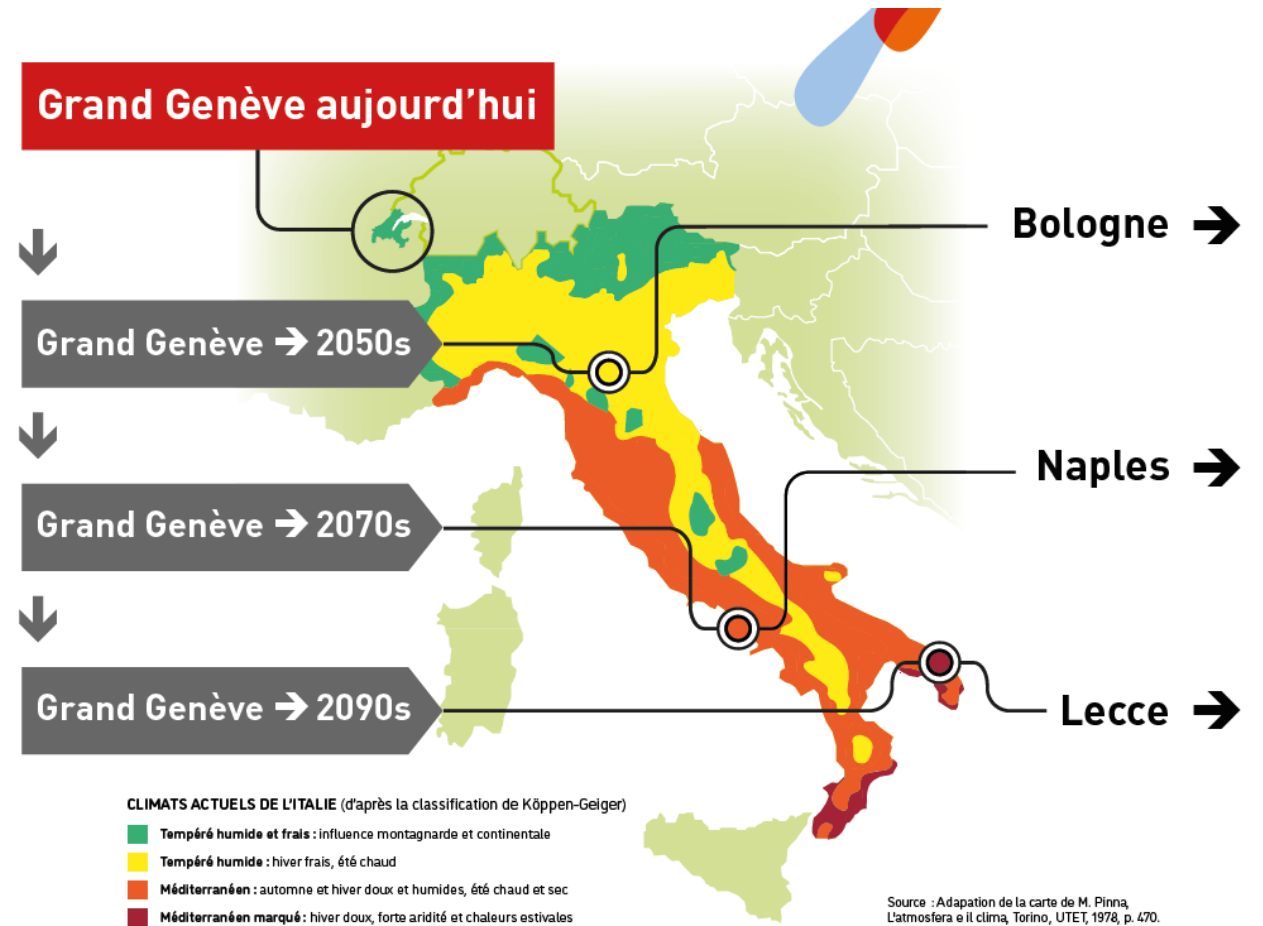 Grand Genève aujourd'hui
Bologne →
Grand Genève → 2050s
Naples →
Grand Genève → 2070s
Grand Genève → 2090s
Lecce →
CLIMATS ACTUELS DE L'ITALIE (d'après la classification de Köppen-Geiger)
Tempéré humide et frais : influence montagnarde et continentale
Tempéré humide : hiver frais, été chaud
Méditerranéen : automne et hiver doux et humides, été chaud et sec
Méditerranéen marqué : hiver doux, forte aridité et chaleurs estivales
Source : Adapation de la carte de M. Pinna,
L'atmosfera e il clima, Torino, UTET, 1978, p. 470.